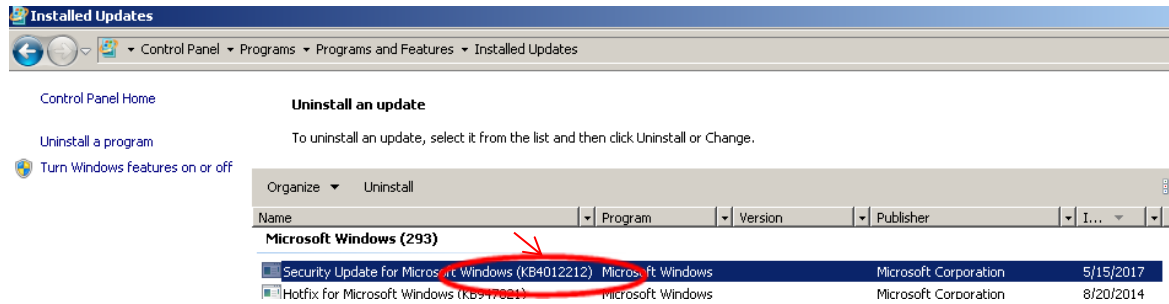 Installed Updates
Control Panel Programs Programs and Features Installed Updates
Control Panel Home
Uninstall a program
Turn Windows features on or off
Uninstall an update
To uninstall an update, select it from the list and then click Uninstall or Change.
Organize Uninstall
Name Program Version Publisher I...
Microsoft Windows (293)
Security Update for Microsoft Windows (KB4012212) Microsoft Windows Microsoft Corporation 5/15/2017
Hotfix for Microsoft Windows (KB947821) Microsoft Windows Microsoft Corporation 8/20/2014